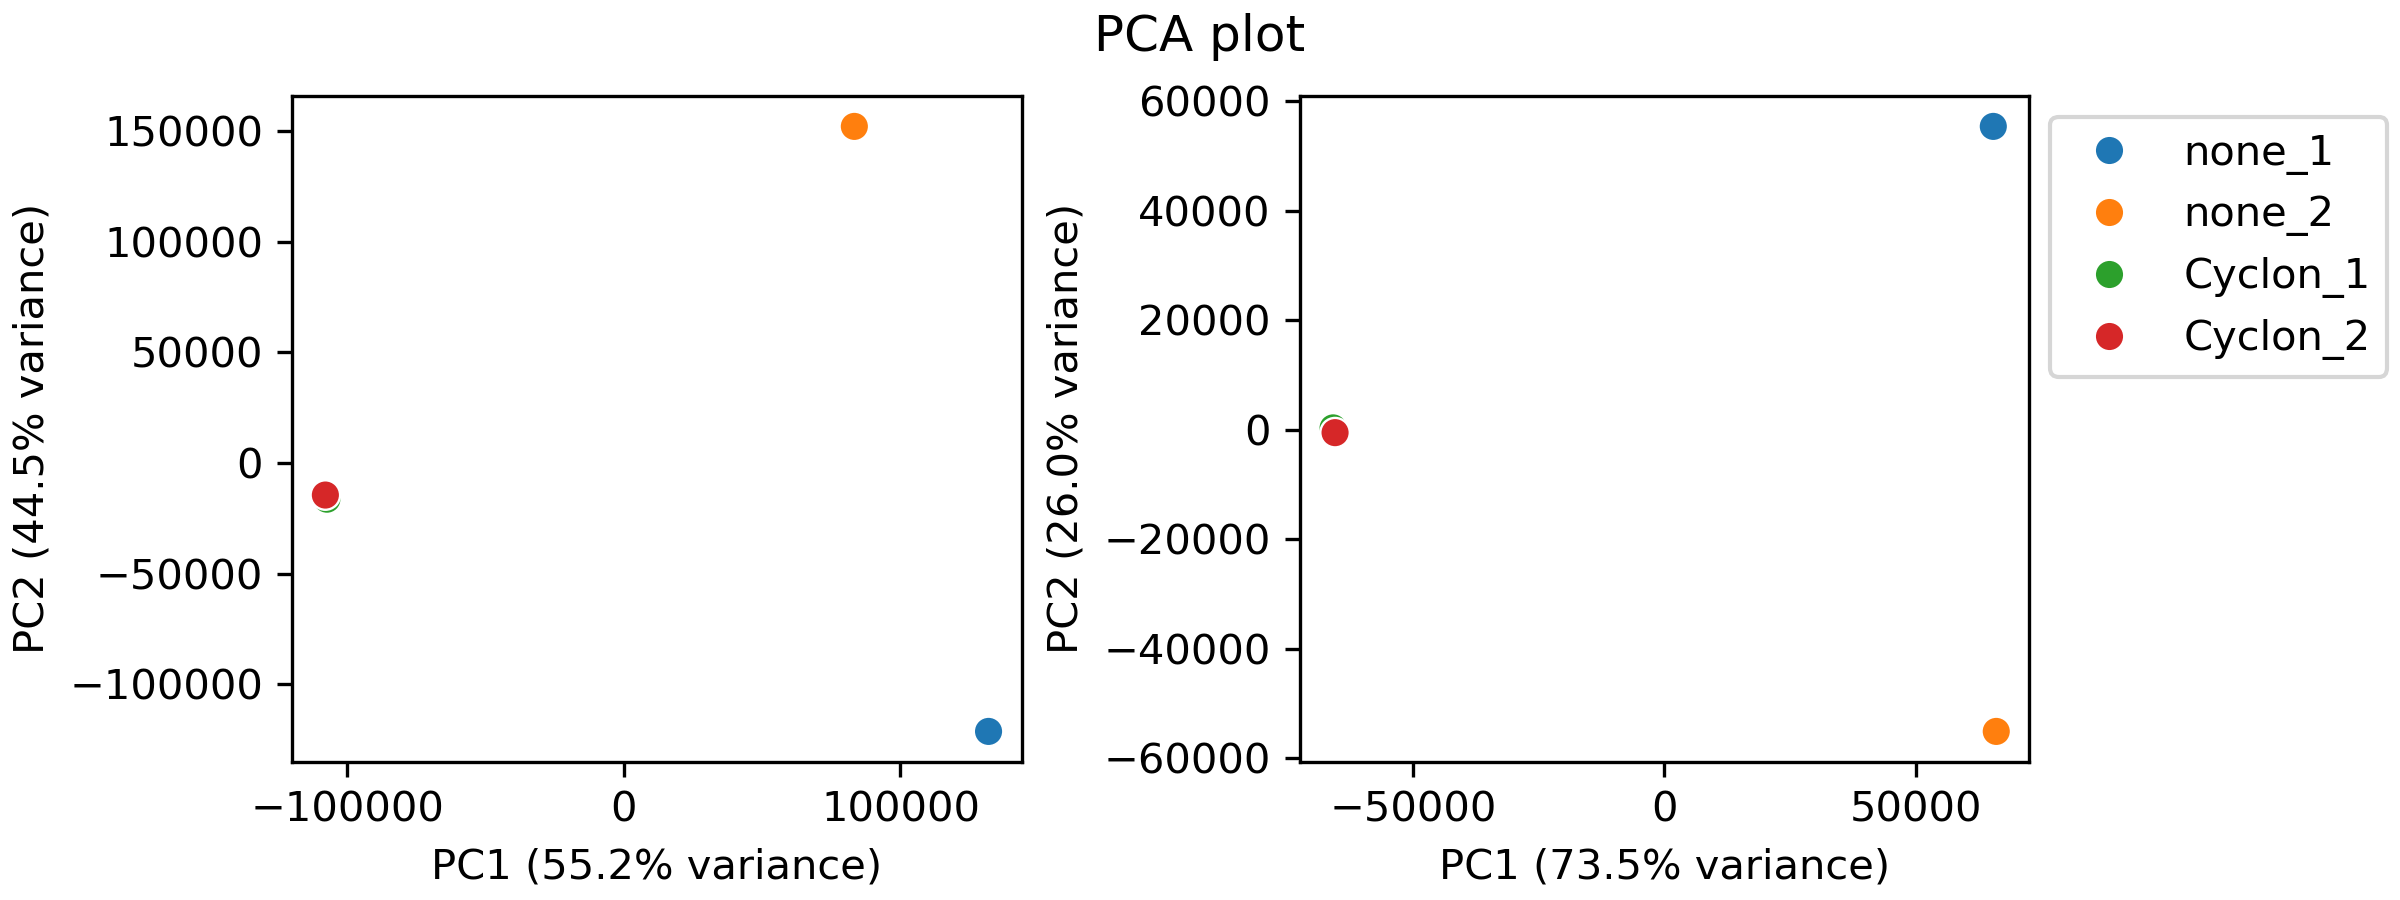 PCA plot
150000
100000
50000
0
−50000
−100000
PC2 (44.5% variance)
−100000
0
100000
PC1 (55.2% variance)
60000
40000
20000
0
−20000
−40000
−60000
PC2 (26.0% variance)
−50000
0
50000
PC1 (73.5% variance)
none_1
none_2
Cyclon_1
Cyclon_2